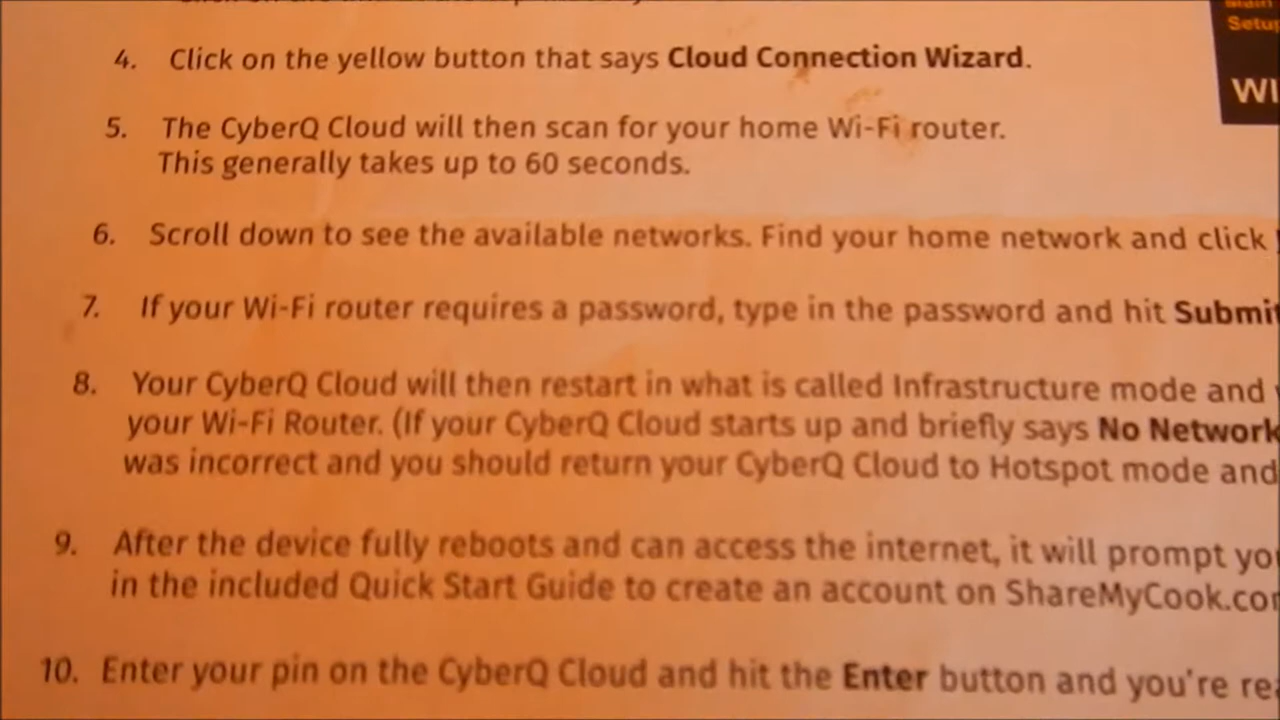 4. Click on the yellow button that says Cloud Connection Wizard.
5. The CyberQ Cloud will then scan for your home Wi-Fi router.
This generally takes up to 60 seconds.
6. Scroll down to see the available networks. Find your home network and click
7. If your Wi-Fi router requires a password, type in the password and hit Submit
8. Your CyberQ Cloud will then restart in what is called Infrastructure mode and
your Wi-Fi Router. (If your CyberQ Cloud starts up and briefly says No Network
was incorrect and you should return your CyberQ Cloud to Hotspot mode and
9. After the device fully reboots and can access the internet, it will prompt yo
in the included Quick Start Guide to create an account on ShareMyCook.co
10. Enter your pin on the CyberQ Cloud and hit the Enter button and you're re
Main
Setu
WI